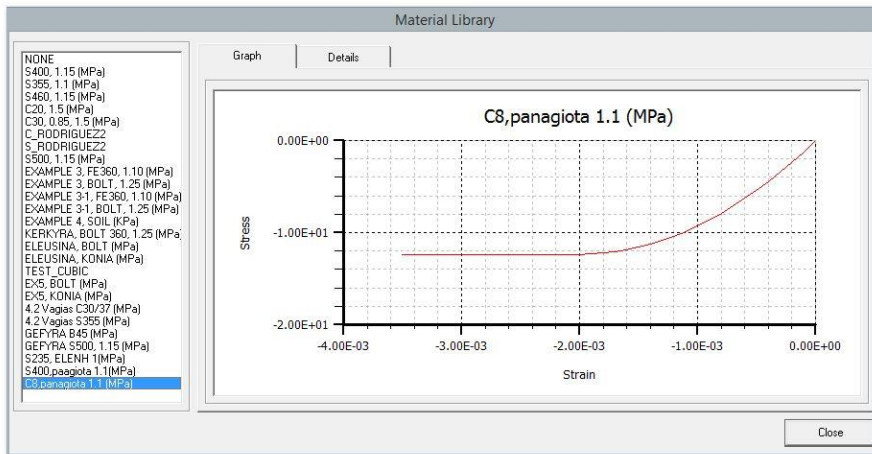 Material Library
NONE
S400, 1.15 (MPa)
S355, 1.1 (MPa)
S460, 1.15 (MPa)
C20, 1.5 (MPa)
C30, 0.85, 1.5 (MPa)
C_RODRIGUEZ2
S_RODRIGUEZ2
S500, 1.15 (MPa)
EXAMPLE 3, FE360, 1.10 (MPa)
EXAMPLE 3, BOLT, 1.25 (MPa)
EXAMPLE 3-1, FE360, 1.10 (MPa)
EXAMPLE 3-1, BOLT, 1.25 (MPa)
EXAMPLE 4, SOIL (KPa)
KERKYRA, BOLT 360, 1.25 (MPa)
ELEUSINA, BOLT (MPa)
ELEUSINA, KONIA (MPa)
TEST_CUBIC
EX5, BOLT (MPa)
EX5, KONIA (MPa)
4.2 Vagias C30/37 (MPa)
4.2 Vagias S355 (MPa)
GEFYRA B45 (MPa)
GEFYRA S500, 1.15 (MPa)
S235, ELENH 1(MPa)
S400,paagiota 1.1(MPa)
C8,panagiota 1.1 (MPa)
Graph
Details
C8,panagiota 1.1 (MPa)
0.00E+00
-1.00E+01
-2.00E+01
Stress
-4.00E-03
-3.00E-03
-2.00E-03
-1.00E-03
0.00E+00
Strain
Close